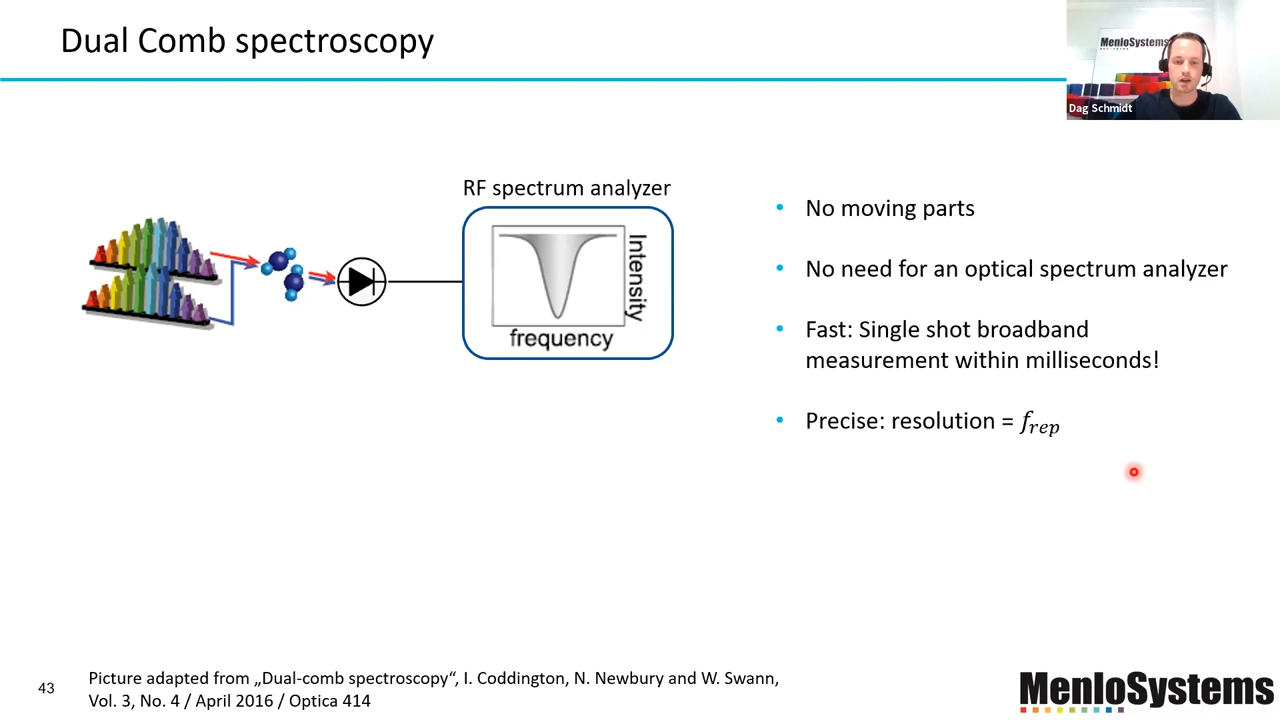 Dual Comb spectroscopy
MenloSystems
Dag Schmidt
RF spectrum analyzer
Intensity
frequency
• No moving parts
• No need for an optical spectrum analyzer
• Fast: Single shot broadband
measurement within milliseconds!
• Precise: resolution = f_rep
43
Picture adapted from „Dual-comb spectroscopy“, I. Coddington, N. Newbury and W. Swann,
Vol. 3, No. 4 / April 2016 / Optica 414
MenloSystems